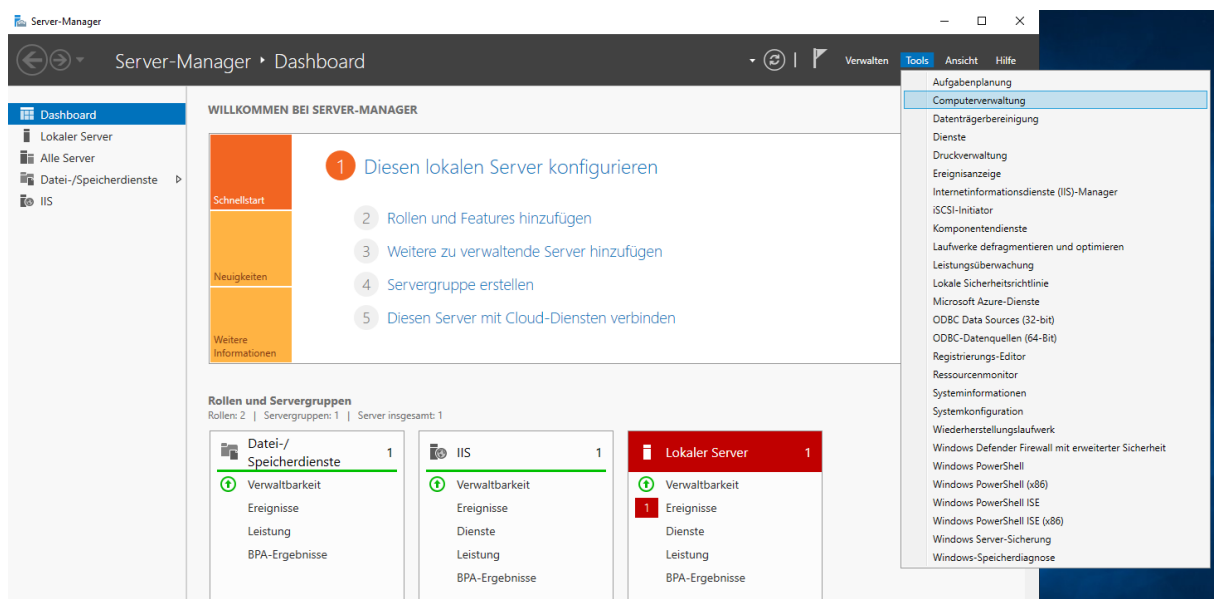 Server-Manager
Server-Manager ‣ Dashboard
Verwalten Tools Ansicht Hilfe
Dashboard
Lokaler Server
Alle Server
Datei-/Speicherdienste
IIS
WILLKOMMEN BEI SERVER-MANAGER
Schnellstart
Neuigkeiten
Weitere
Informationen
1 Diesen lokalen Server konfigurieren
2 Rollen und Features hinzufügen
3 Weitere zu verwaltende Server hinzufügen
4 Servergruppe erstellen
5 Diesen Server mit Cloud-Diensten verbinden
Rollen und Servergruppen
Rollen: 2 | Servergruppen: 1 | Server insgesamt: 1
Datei-/
Speicherdienste 1
Verwaltbarkeit
Ereignisse
Leistung
BPA-Ergebnisse
IIS 1
Verwaltbarkeit
Ereignisse
Dienste
Leistung
BPA-Ergebnisse
Lokaler Server 1
Verwaltbarkeit
1 Ereignisse
Dienste
Leistung
BPA-Ergebnisse
Aufgabenplanung
Computerverwaltung
Datenträgerbereinigung
Dienste
Druckverwaltung
Ereignisanzeige
Internetinformationsdienste (IIS)-Manager
iSCSI-Initiator
Komponentendienste
Laufwerke defragmentieren und optimieren
Leistungsüberwachung
Lokale Sicherheitsrichtlinie
Microsoft Azure-Dienste
ODBC Data Sources (32-bit)
ODBC-Datenquellen (64-Bit)
Registrierungs-Editor
Ressourcenmonitor
Systeminformationen
Systemkonfiguration
Wiederherstellungslaufwerk
Windows Defender Firewall mit erweiterter Sicherheit
Windows PowerShell
Windows PowerShell (x86)
Windows PowerShell ISE
Windows PowerShell ISE (x86)
Windows Server-Sicherung
Windows-Speicherdiagnose